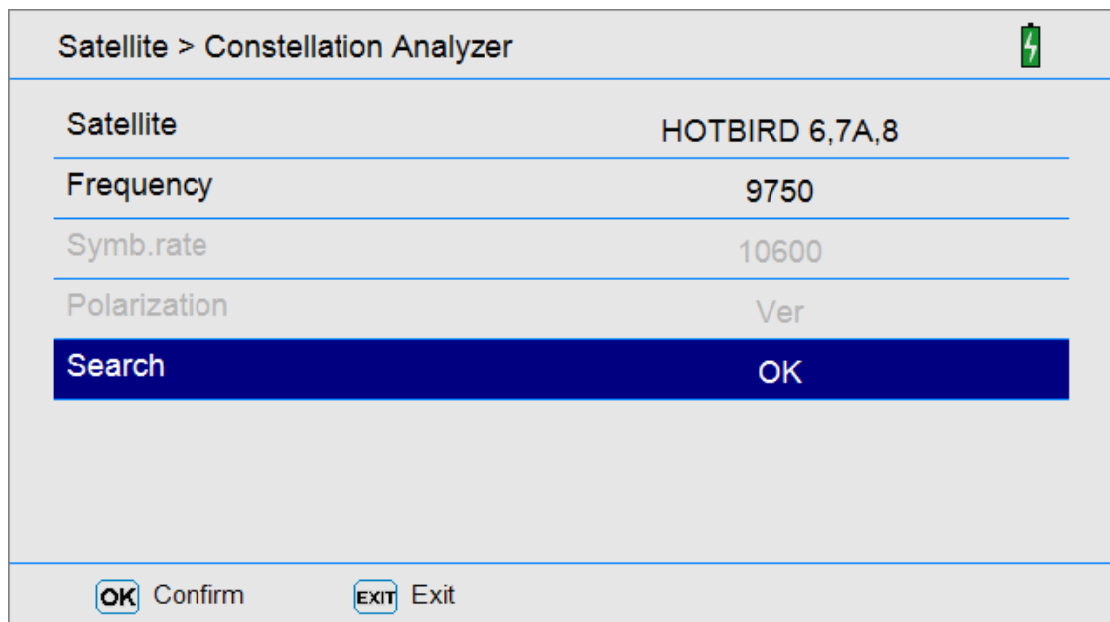 Satellite > Constellation Analyzer
Satellite HOTBIRD 6,7A,8
Frequency 9750
Symb.rate 10600
Polarization Ver
Search OK
OK Confirm EXIT Exit